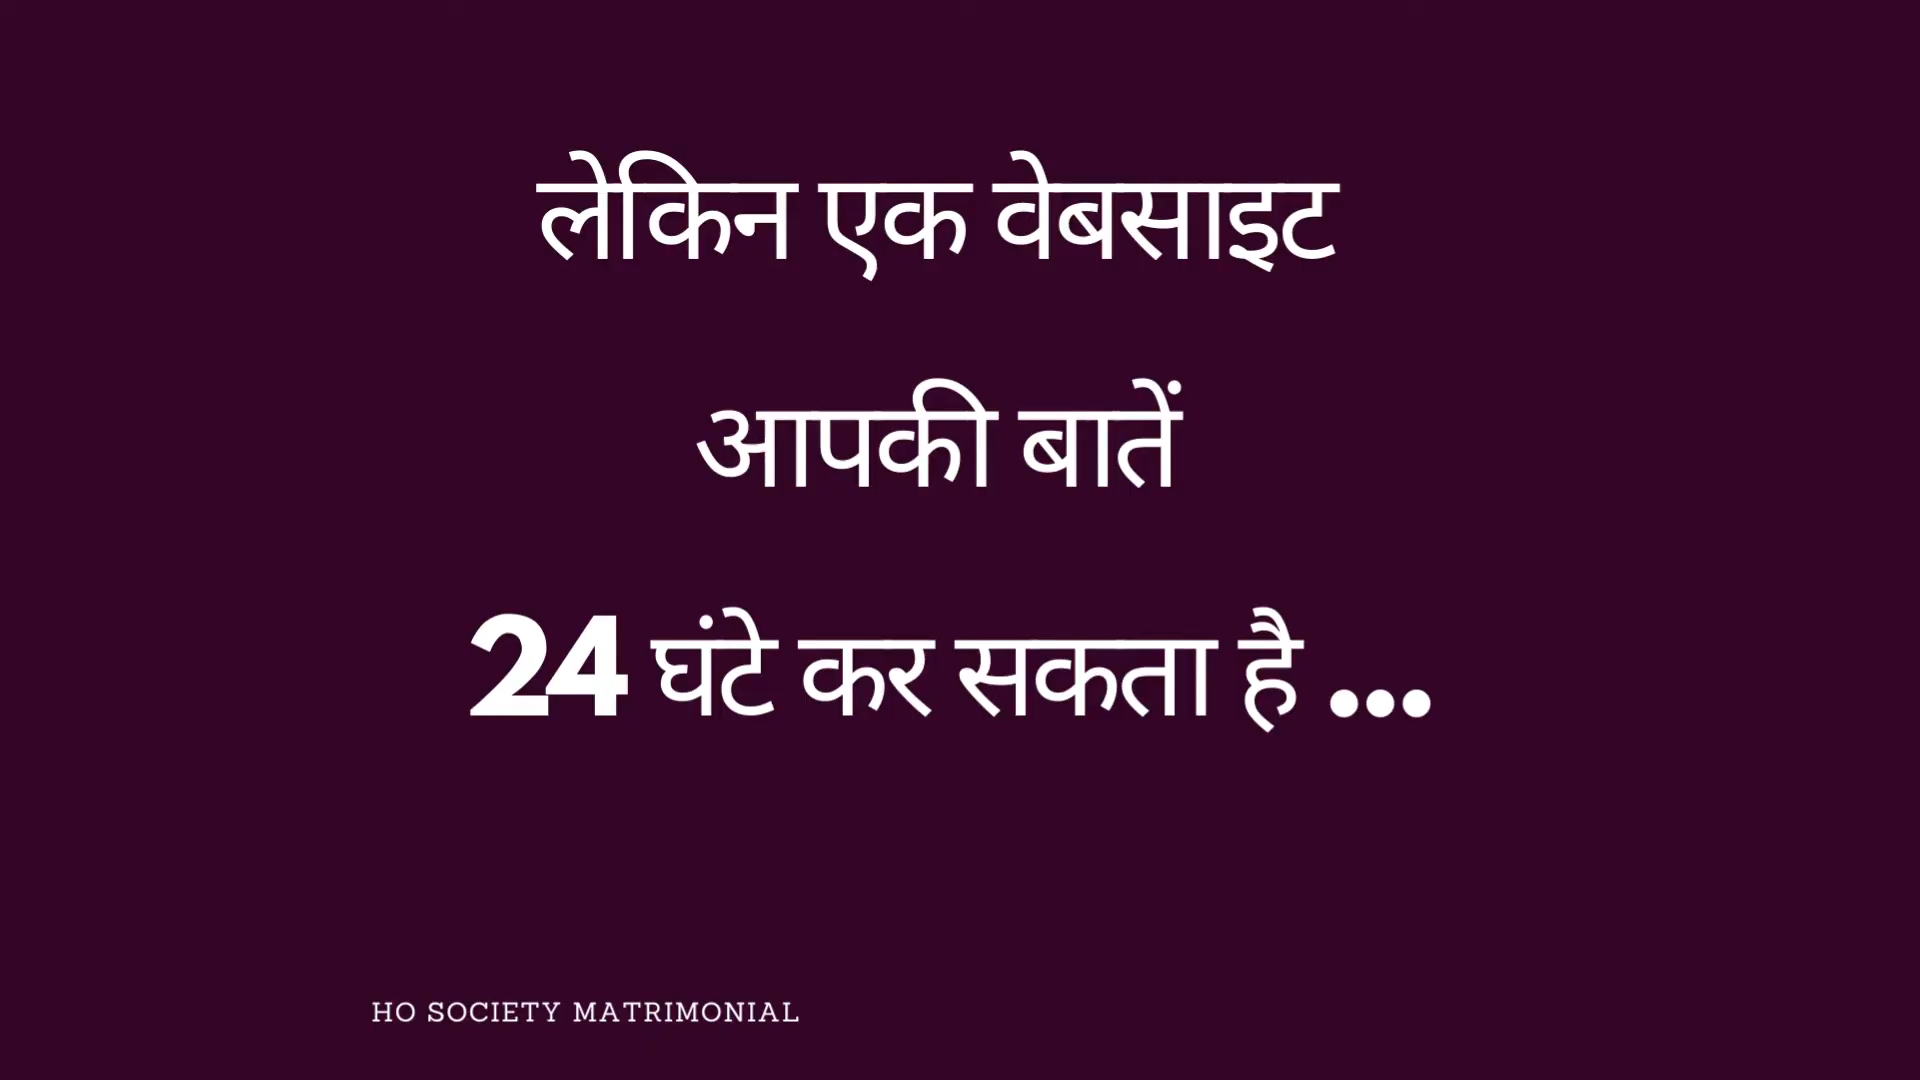 लेकिन एक वेबसाइट
आपकी बातें
24 घंटे कर सकता है ...
HO SOCIETY MATRIMONIAL